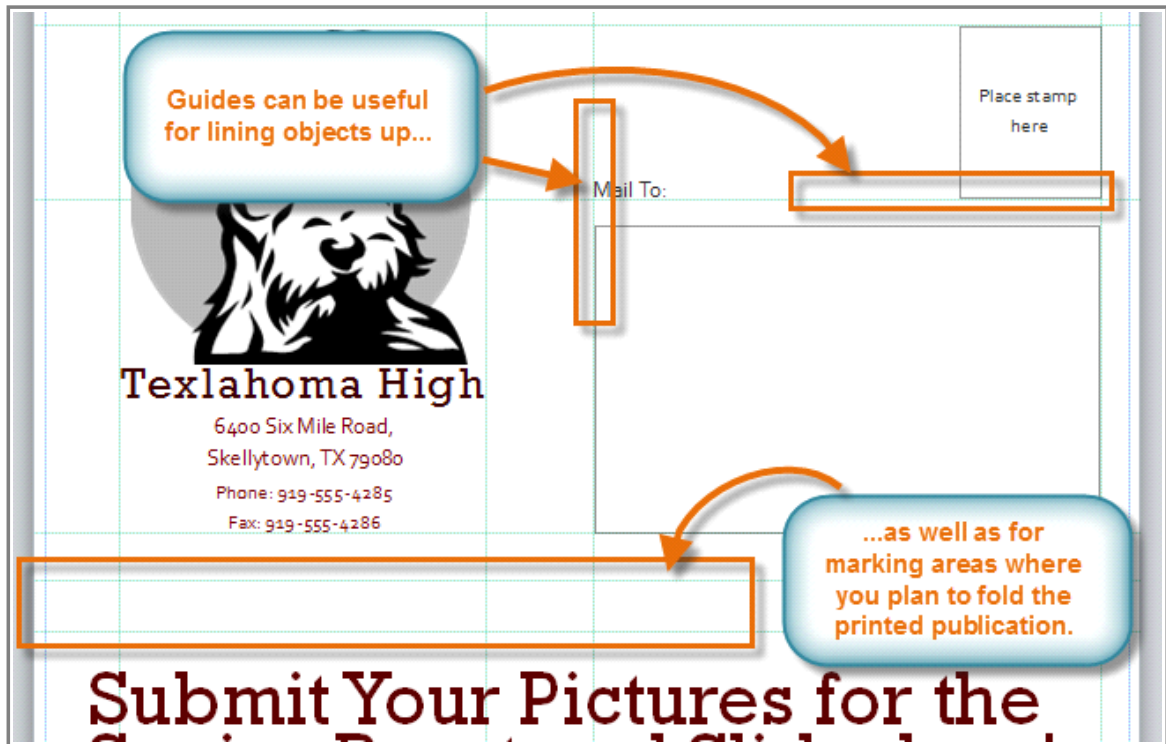 Guides can be useful
for lining objects up...
Place stamp
here
Mail To:
Texlahoma High
6400 Six Mile Road,
Skellytown, TX 79080
Phone: 919-555-4285
Fax: 919-555-4286
...as well as for
marking areas where
you plan to fold the
printed publication.
Submit Your Pictures for the